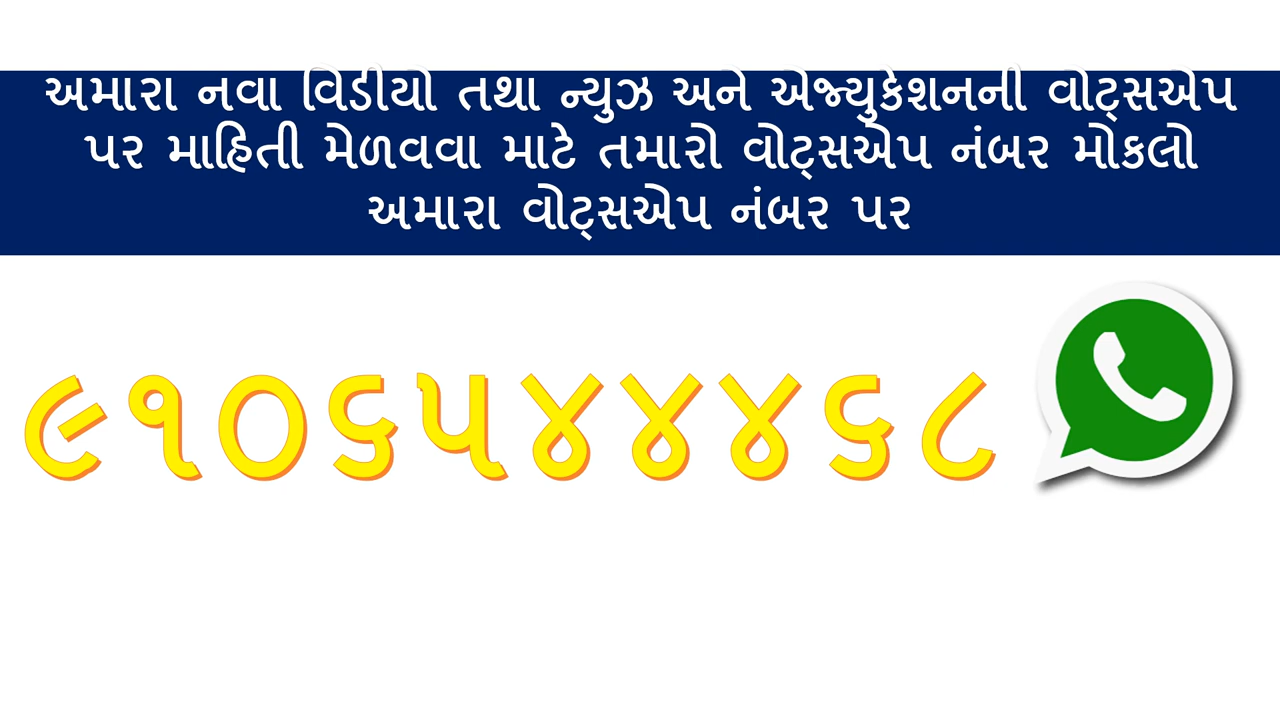 અમારા નવા વિડીયો તથા ન્યુઝ અને એજ્યુકેશનની વોટ્સએપ
પર માહિતી મેળવવા માટે તમારો વોટ્સએપ નંબર મોકલો
અમારા વોટ્સએપ નંબર પર
૯૧૦૬૫૪૪૪૬૮